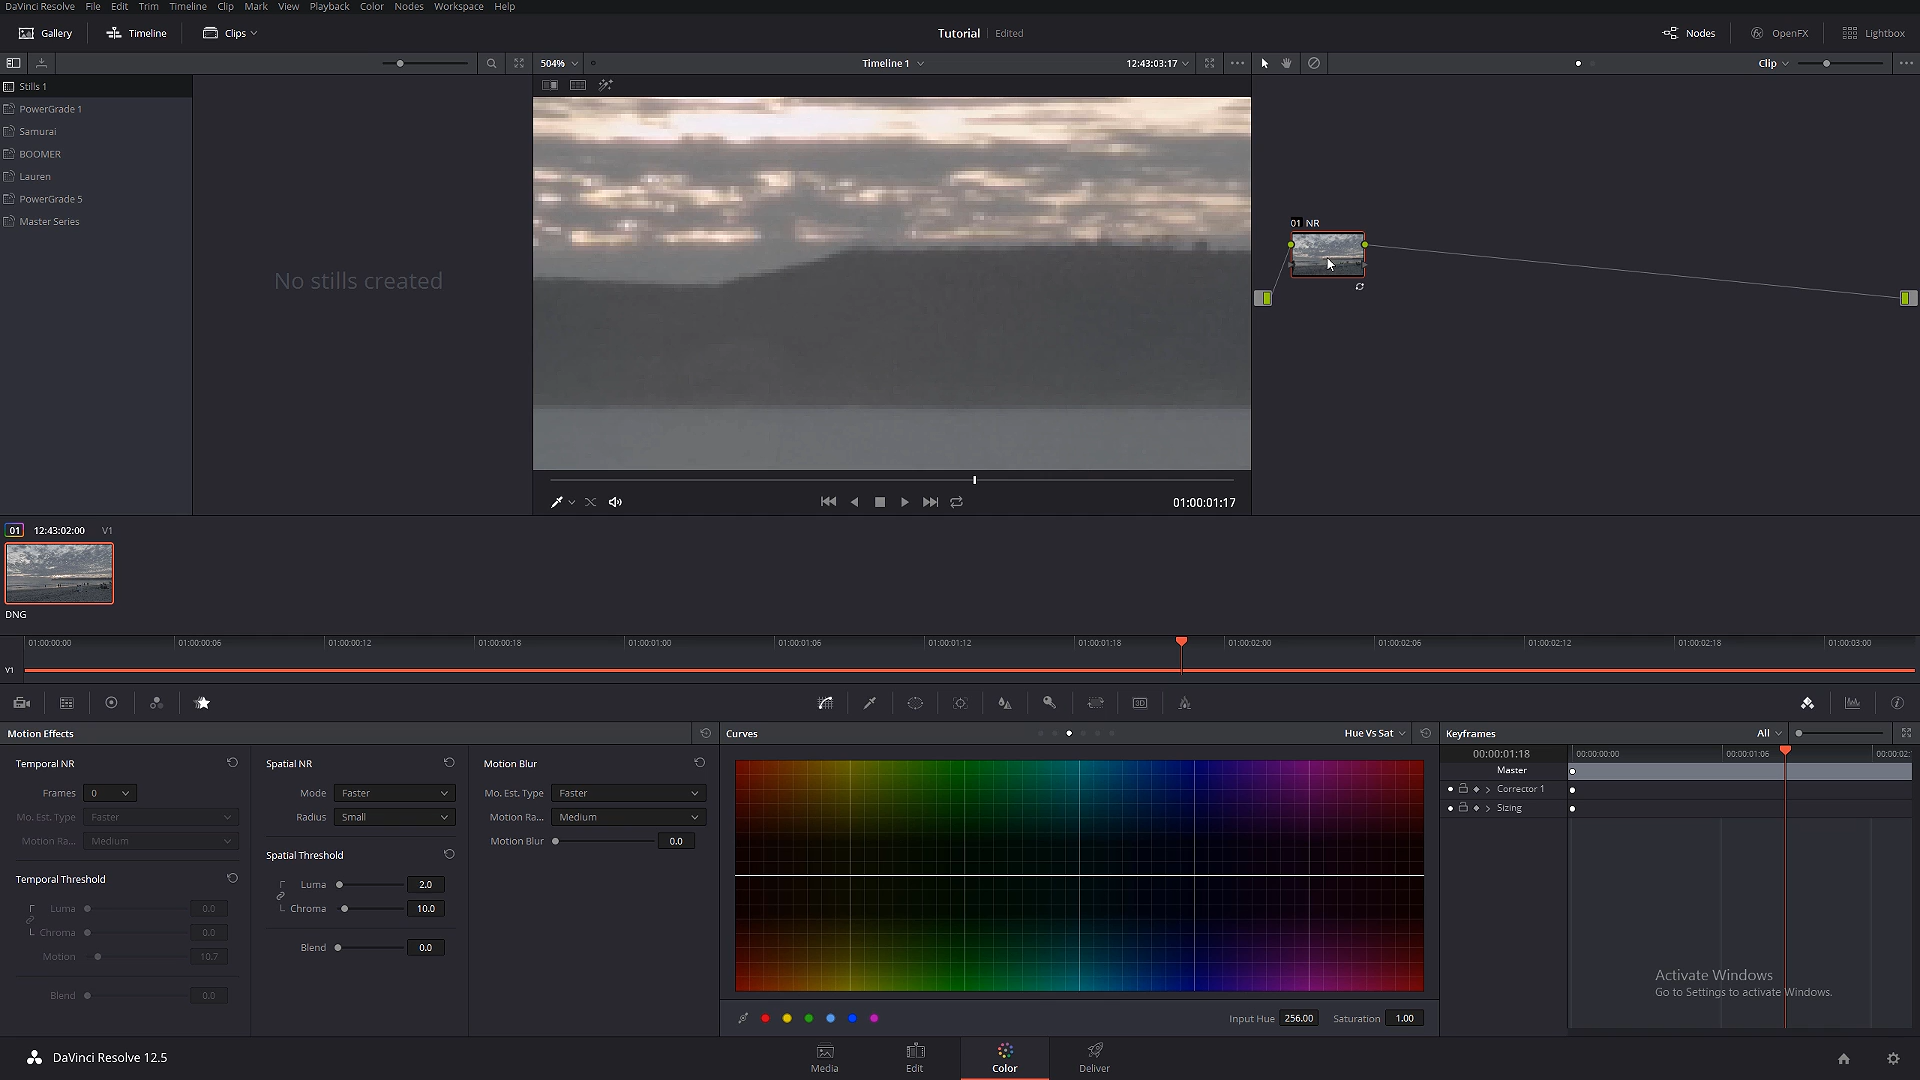 DaVinci Resolve File Edit Trim Timeline Clip Mark View Playback Color Nodes Workspace Help
Gallery Timeline Clips Tutorial Edited Nodes OpenFX Lightbox
504% Timeline 1 12:43:03:17 Clip
Stills 1
PowerGrade 1
Samurai
BOOMER
Lauren
PowerGrade 5
Master Series
No stills created
01 NR
01:00:01:17
01 12:43:02:00 V1
DNG
01:00:00:00 01:00:00:06 01:00:00:12 01:00:00:18 01:00:01:00 01:00:01:06 01:00:01:12 01:00:01:18 01:00:02:00 01:00:02:06 01:00:02:12 01:00:02:18 01:00:03:00
V1
3D
Motion Effects
Temporal NR
Frames 0
Mo. Est. Type Faster
Motion Ra... Medium
Temporal Threshold
Luma 0.0
Chroma 0.0
Motion 10.7
Blend 0.0
Spatial NR
Mode Faster
Radius Small
Spatial Threshold
Luma 2.0
Chroma 10.0
Blend 0.0
Motion Blur
Mo. Est. Type Faster
Motion Ra... Medium
Motion Blur 0.0
Curves Hue Vs Sat
Input Hue 256.00 Saturation 1.00
Keyframes All
00:00:01:18 00:00:00:00 00:00:01:06 00:00:02:
Master
Corrector 1
Sizing
Activate Windows
Go to Settings to activate Windows.
DaVinci Resolve 12.5
Media Edit Color Deliver